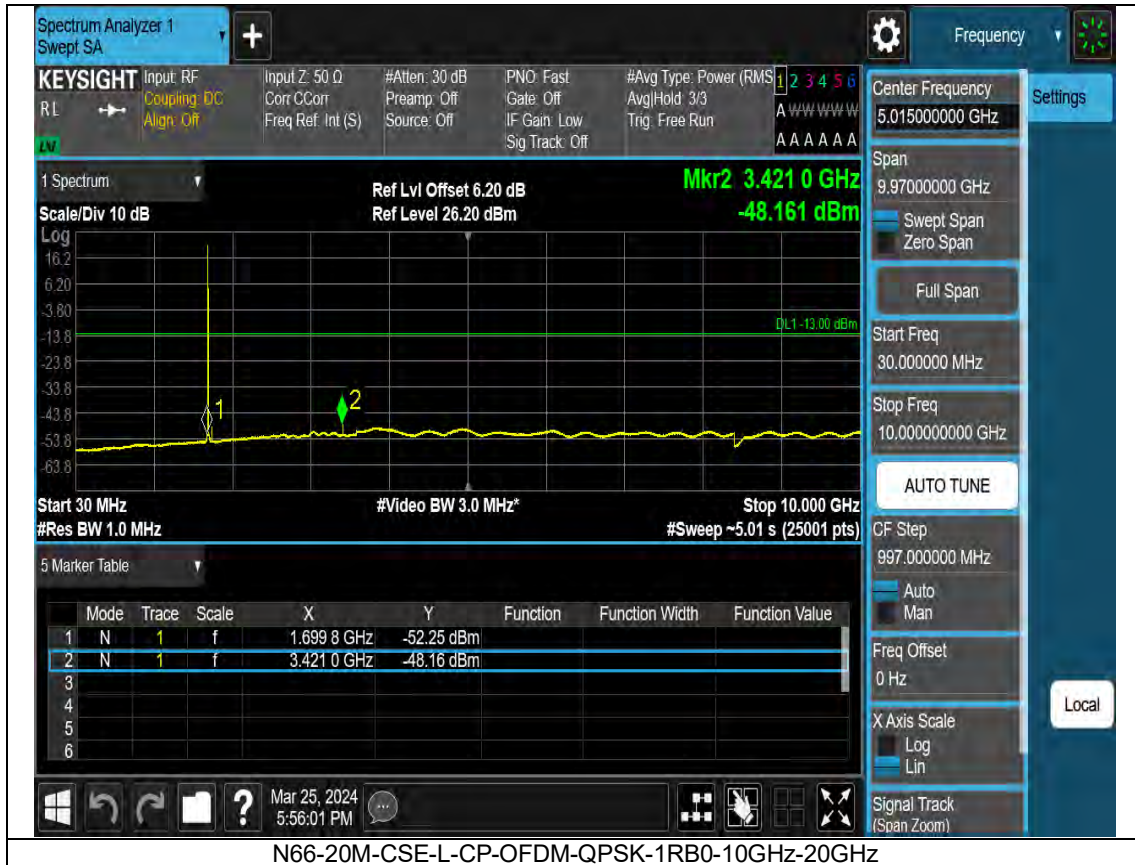 Spectrum Analyzer 1
Swept SA
Frequency
KEYSIGHT
RL
LNI
Input: RF
Coupling: DC
Align: Off
Input Z: 50 Ω
Corr CCorr
Freq Ref: Int (S)
#Atten: 30 dB
Preamp: Off
Source: Off
PNO: Fast
Gate: Off
IF Gain: Low
Sig Track: Off
#Avg Type: Power (RMS
Avg|Hold: 3/3
Trig: Free Run
1 2 3 4 5 6
A W W W W W
A A A A A A
1 Spectrum
Scale/Div 10 dB
Ref Lvl Offset 6.20 dB
Ref Level 26.20 dBm
Mkr2 3.421 0 GHz
-48.161 dBm
Log
16.2
6.20
-3.80
-13.8
-23.8
-33.8
-43.8
-53.8
-63.8
DL1 -13.00 dBm
1
2
Start 30 MHz
#Res BW 1.0 MHz
#Video BW 3.0 MHz*
Stop 10.000 GHz
#Sweep ~5.01 s (25001 pts)
5 Marker Table
Mode Trace Scale X Y Function Function Width Function Value
1 N 1 f 1.699 8 GHz -52.25 dBm
2 N 1 f 3.421 0 GHz -48.16 dBm
3
4
5
6
Mar 25, 2024
5:56:01 PM
Center Frequency
5.015000000 GHz
Settings
Span
9.97000000 GHz
Swept Span
Zero Span
Full Span
Start Freq
30.000000 MHz
Stop Freq
10.000000000 GHz
AUTO TUNE
CF Step
997.000000 MHz
Auto
Man
Freq Offset
0 Hz
X Axis Scale
Log
Lin
Local
Signal Track
(Span Zoom)
N66-20M-CSE-L-CP-OFDM-QPSK-1RB0-10GHz-20GHz